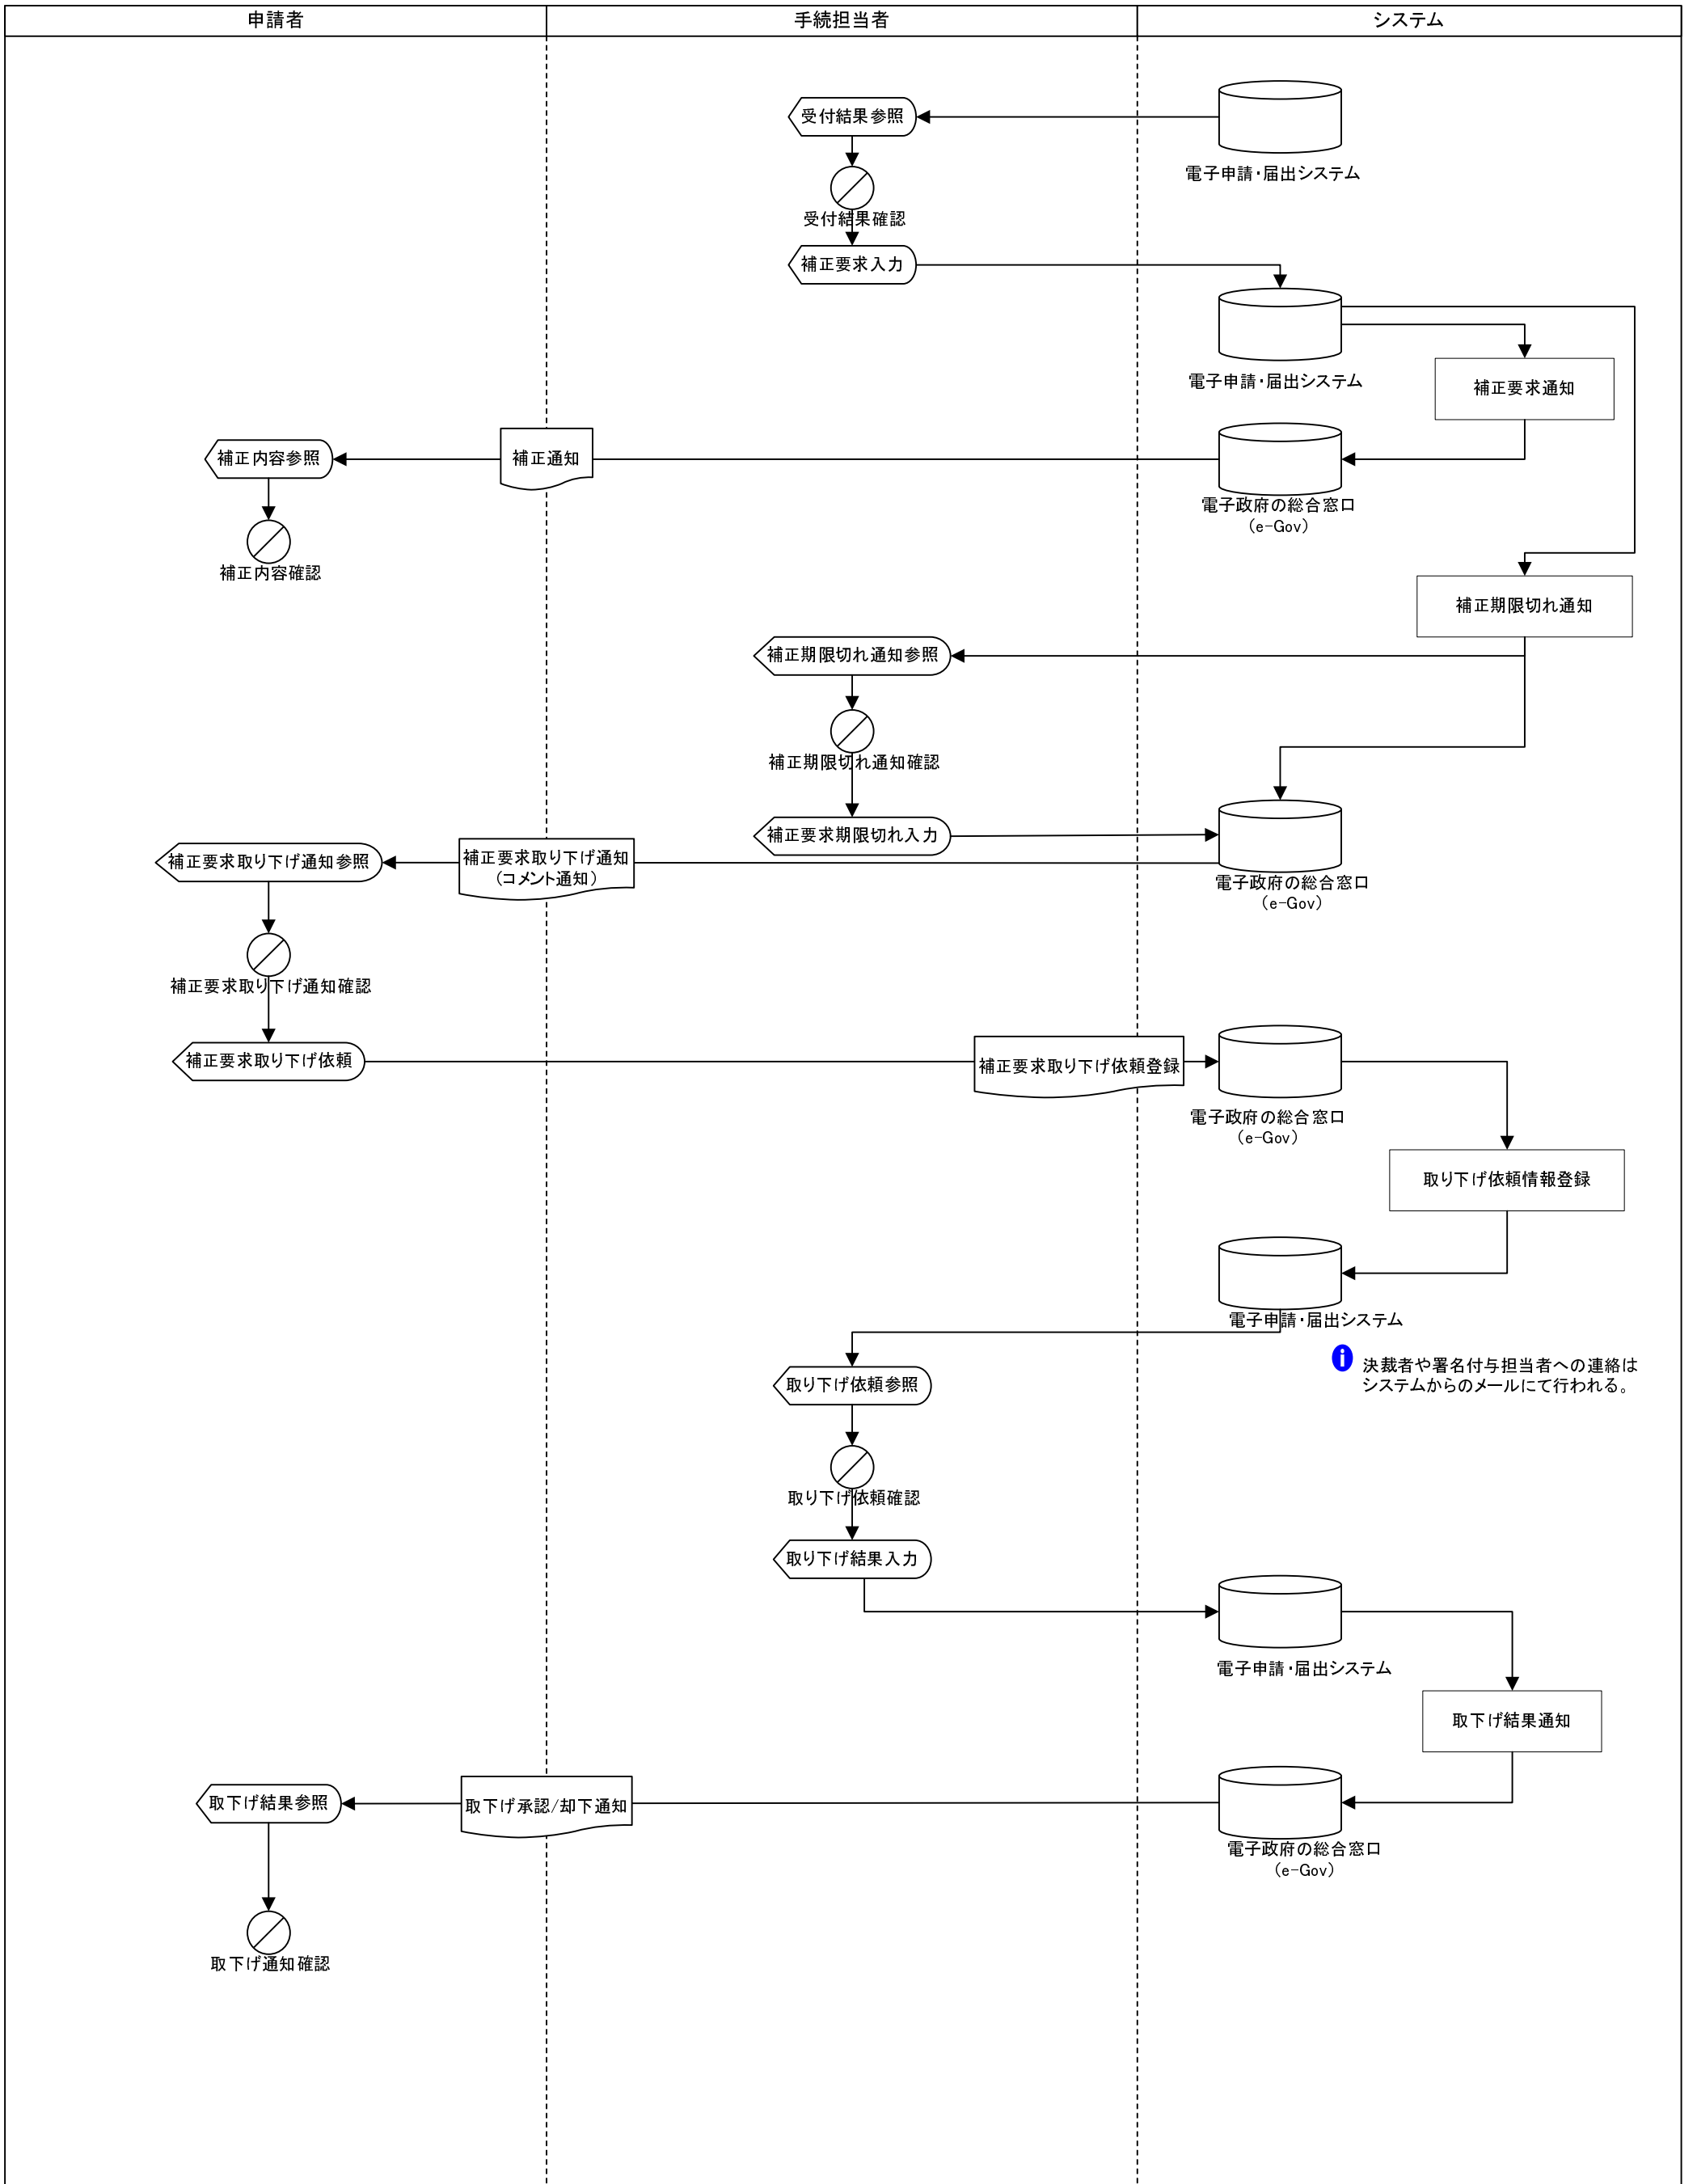 申請者
手続担当者
システム
受付結果参照
電子申請・届出システム
受付結果確認
補正要求入力
電子申請・届出システム
補正要求通知
補正内容参照
補正通知
電子政府の総合窓口
（e-Gov）
補正内容確認
補正期限切れ通知
補正期限切れ通知参照
補正期限切れ通知確認
補正要求期限切れ入力
補正要求取り下げ通知参照
補正要求取り下げ通知
（コメント通知）
電子政府の総合窓口
（e-Gov）
補正要求取り下げ通知確認
補正要求取り下げ依頼
補正要求取り下げ依頼登録
電子政府の総合窓口
（e-Gov）
取り下げ依頼情報登録
電子申請・届出システム
決裁者や署名付与担当者への連絡は
システムからのメールにて行われる。
取り下げ依頼参照
取り下げ依頼確認
取り下げ結果入力
電子申請・届出システム
取下げ結果通知
取下げ結果参照
取下げ承認/却下通知
電子政府の総合窓口
（e-Gov）
取下げ通知確認